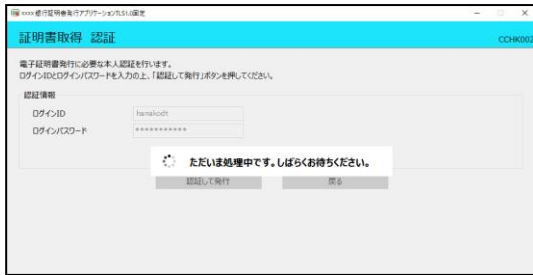 xxxx銀行証明書発行アプリケーションTLS1.0固定
証明書取得 認証
CCHK002
電子証明書発行に必要な本人認証を行います。
ログインIDとログインパスワードを入力の上、「認証して発行」ボタンを押してください。
認証情報
ログインID hanakodt
ログインパスワード ***********
ただいま処理中です。しばらくお待ちください。
認証して発行 戻る